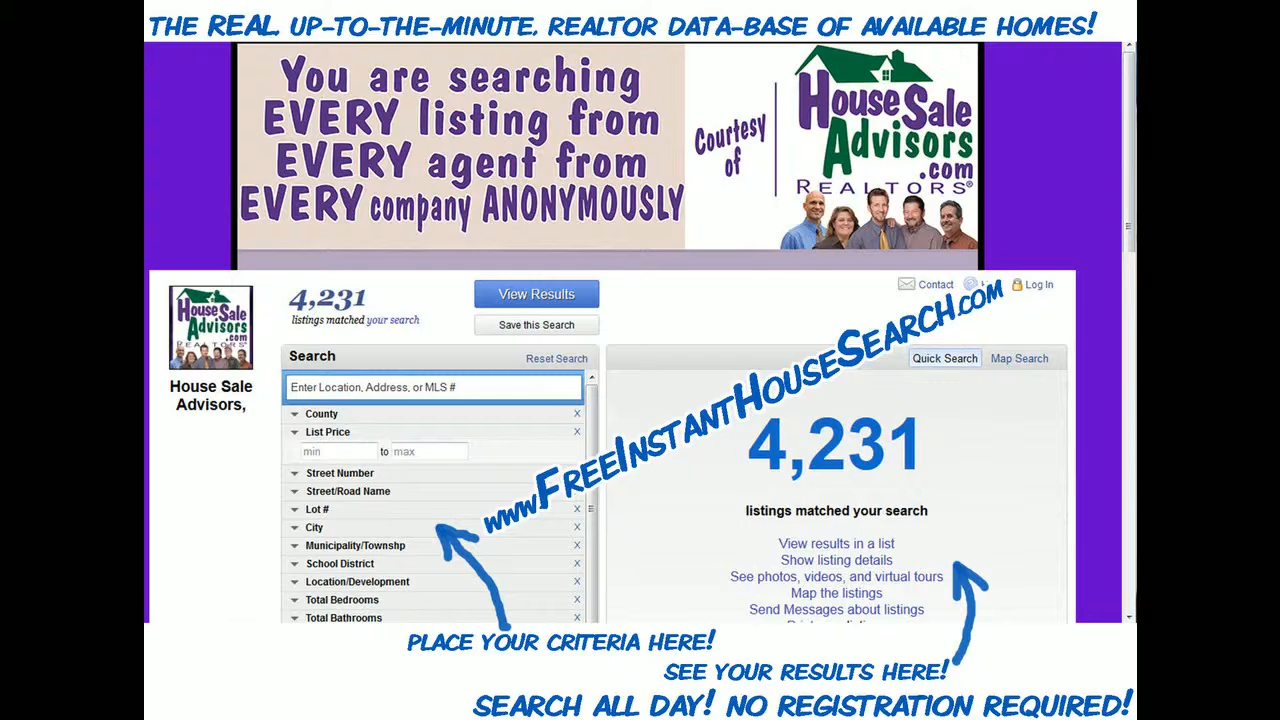 THE REAL, UP-TO-THE-MINUTE, REALTOR DATA-BASE OF AVAILABLE HOMES!
You are searching
EVERY listing from
EVERY agent from
EVERY company ANONYMOUSLY
Courtesy
of
HouseSale
Advisors
.com
REALTORS®
HouseSale
Advisors
.com
REALTORS
House Sale
Advisors,
4,231
listings matched your search
View Results
Save this Search
Contact
Log In
Search
Reset Search
Quick Search
Map Search
Enter Location, Address, or MLS #
County X
List Price X
min to max
Street Number
Street/Road Name
Lot # X
City X
Municipality/Townshp X
School District X
Location/Development X
Total Bedrooms X
Total Bathrooms X
www.FreeInstantHouseSearch.com
4,231
listings matched your search
View results in a list
Show listing details
See photos, videos, and virtual tours
Map the listings
Send Messages about listings
PLACE YOUR CRITERIA HERE!
SEE YOUR RESULTS HERE!
SEARCH ALL DAY! NO REGISTRATION REQUIRED!